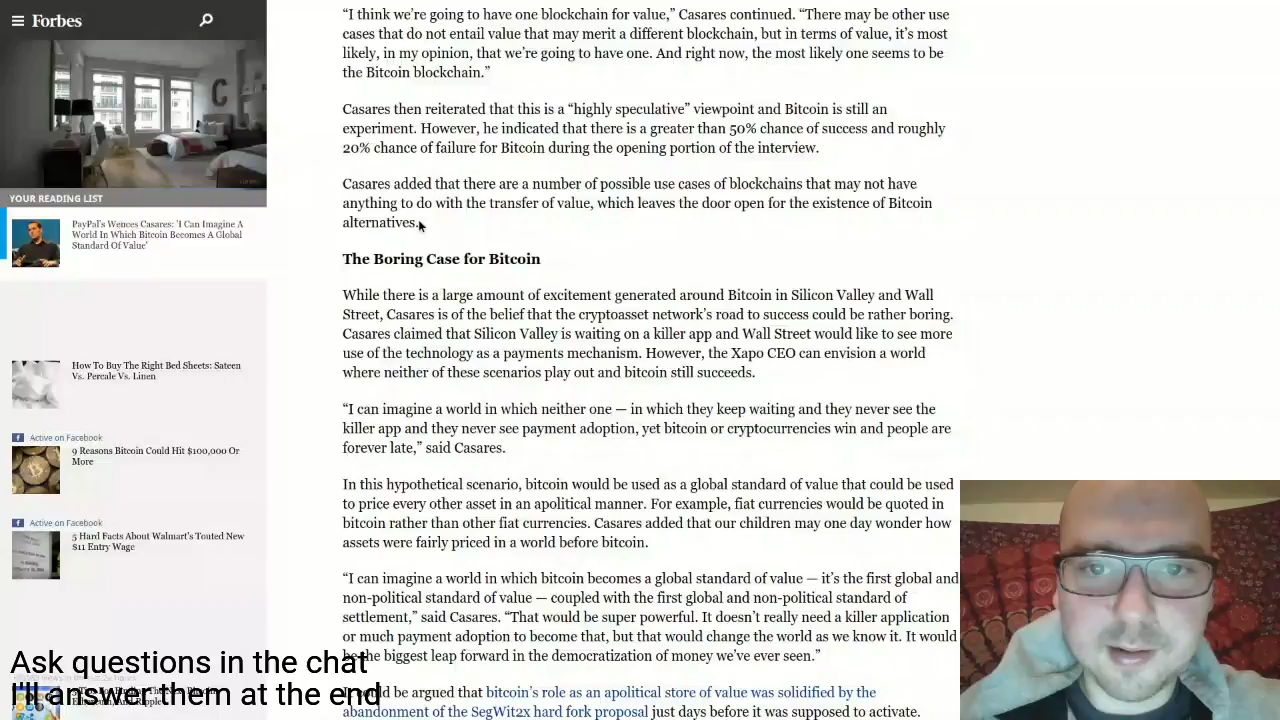 Forbes
YOUR READING LIST
PayPal's Wences Casares: 'I Can Imagine A
World In Which Bitcoin Becomes A Global
Standard Of Value'
How To Buy The Right Bed Sheets: Sateen
Vs. Percale Vs. Linen
Active on Facebook
9 Reasons Bitcoin Could Hit $100,000 Or
More
Active on Facebook
5 Hard Facts About Walmart's Touted New
$11 Entry Wage
“I think we’re going to have one blockchain for value,” Casares continued. “There may be other use
cases that do not entail value that may merit a different blockchain, but in terms of value, it’s most
likely, in my opinion, that we’re going to have one. And right now, the most likely one seems to be
the Bitcoin blockchain.”
Casares then reiterated that this is a “highly speculative” viewpoint and Bitcoin is still an
experiment. However, he indicated that there is a greater than 50% chance of success and roughly
20% chance of failure for Bitcoin during the opening portion of the interview.
Casares added that there are a number of possible use cases of blockchains that may not have
anything to do with the transfer of value, which leaves the door open for the existence of Bitcoin
alternatives.
The Boring Case for Bitcoin
While there is a large amount of excitement generated around Bitcoin in Silicon Valley and Wall
Street, Casares is of the belief that the cryptoasset network’s road to success could be rather boring.
Casares claimed that Silicon Valley is waiting on a killer app and Wall Street would like to see more
use of the technology as a payments mechanism. However, the Xapo CEO can envision a world
where neither of these scenarios play out and bitcoin still succeeds.
“I can imagine a world in which neither one — in which they keep waiting and they never see the
killer app and they never see payment adoption, yet bitcoin or cryptocurrencies win and people are
forever late,” said Casares.
In this hypothetical scenario, bitcoin would be used as a global standard of value that could be used
to price every other asset in an apolitical manner. For example, fiat currencies would be quoted in
bitcoin rather than other fiat currencies. Casares added that our children may one day wonder how
assets were fairly priced in a world before bitcoin.
“I can imagine a world in which bitcoin becomes a global standard of value — it’s the first global and
non-political standard of value — coupled with the first global and non-political standard of
settlement,” said Casares. “That would be super powerful. It doesn’t really need a killer application
or much payment adoption to become that, but that would change the world as we know it. It would
be the biggest leap forward in the democratization of money we’ve ever seen.”
be argued that bitcoin’s role as an apolitical store of value was solidified by the
abandonment of the SegWit2x hard fork proposal just days before it was supposed to activate.
Ask questions in the chat
I'll answer them at the end